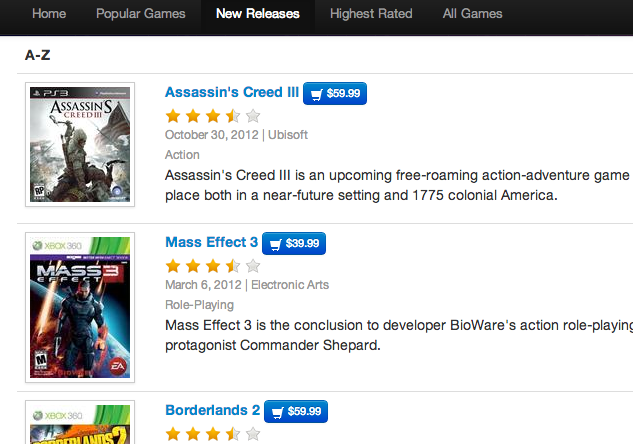 Home Popular Games New Releases Highest Rated All Games
A-Z
PS3
ASSASSIN'S
CREED III
RP
UBISOFT
Assassin's Creed III $59.99
October 30, 2012 | Ubisoft
Action
Assassin's Creed III is an upcoming free-roaming action-adventure game
place both in a near-future setting and 1775 colonial America.
XBOX 360
MASS
EFFECT 3
M
BIOWARE
EA
Mass Effect 3 $39.99
March 6, 2012 | Electronic Arts
Role-Playing
Mass Effect 3 is the conclusion to developer BioWare's action role-playing
protagonist Commander Shepard.
XBOX 360
BORDERLANDS 2
Borderlands 2 $59.99